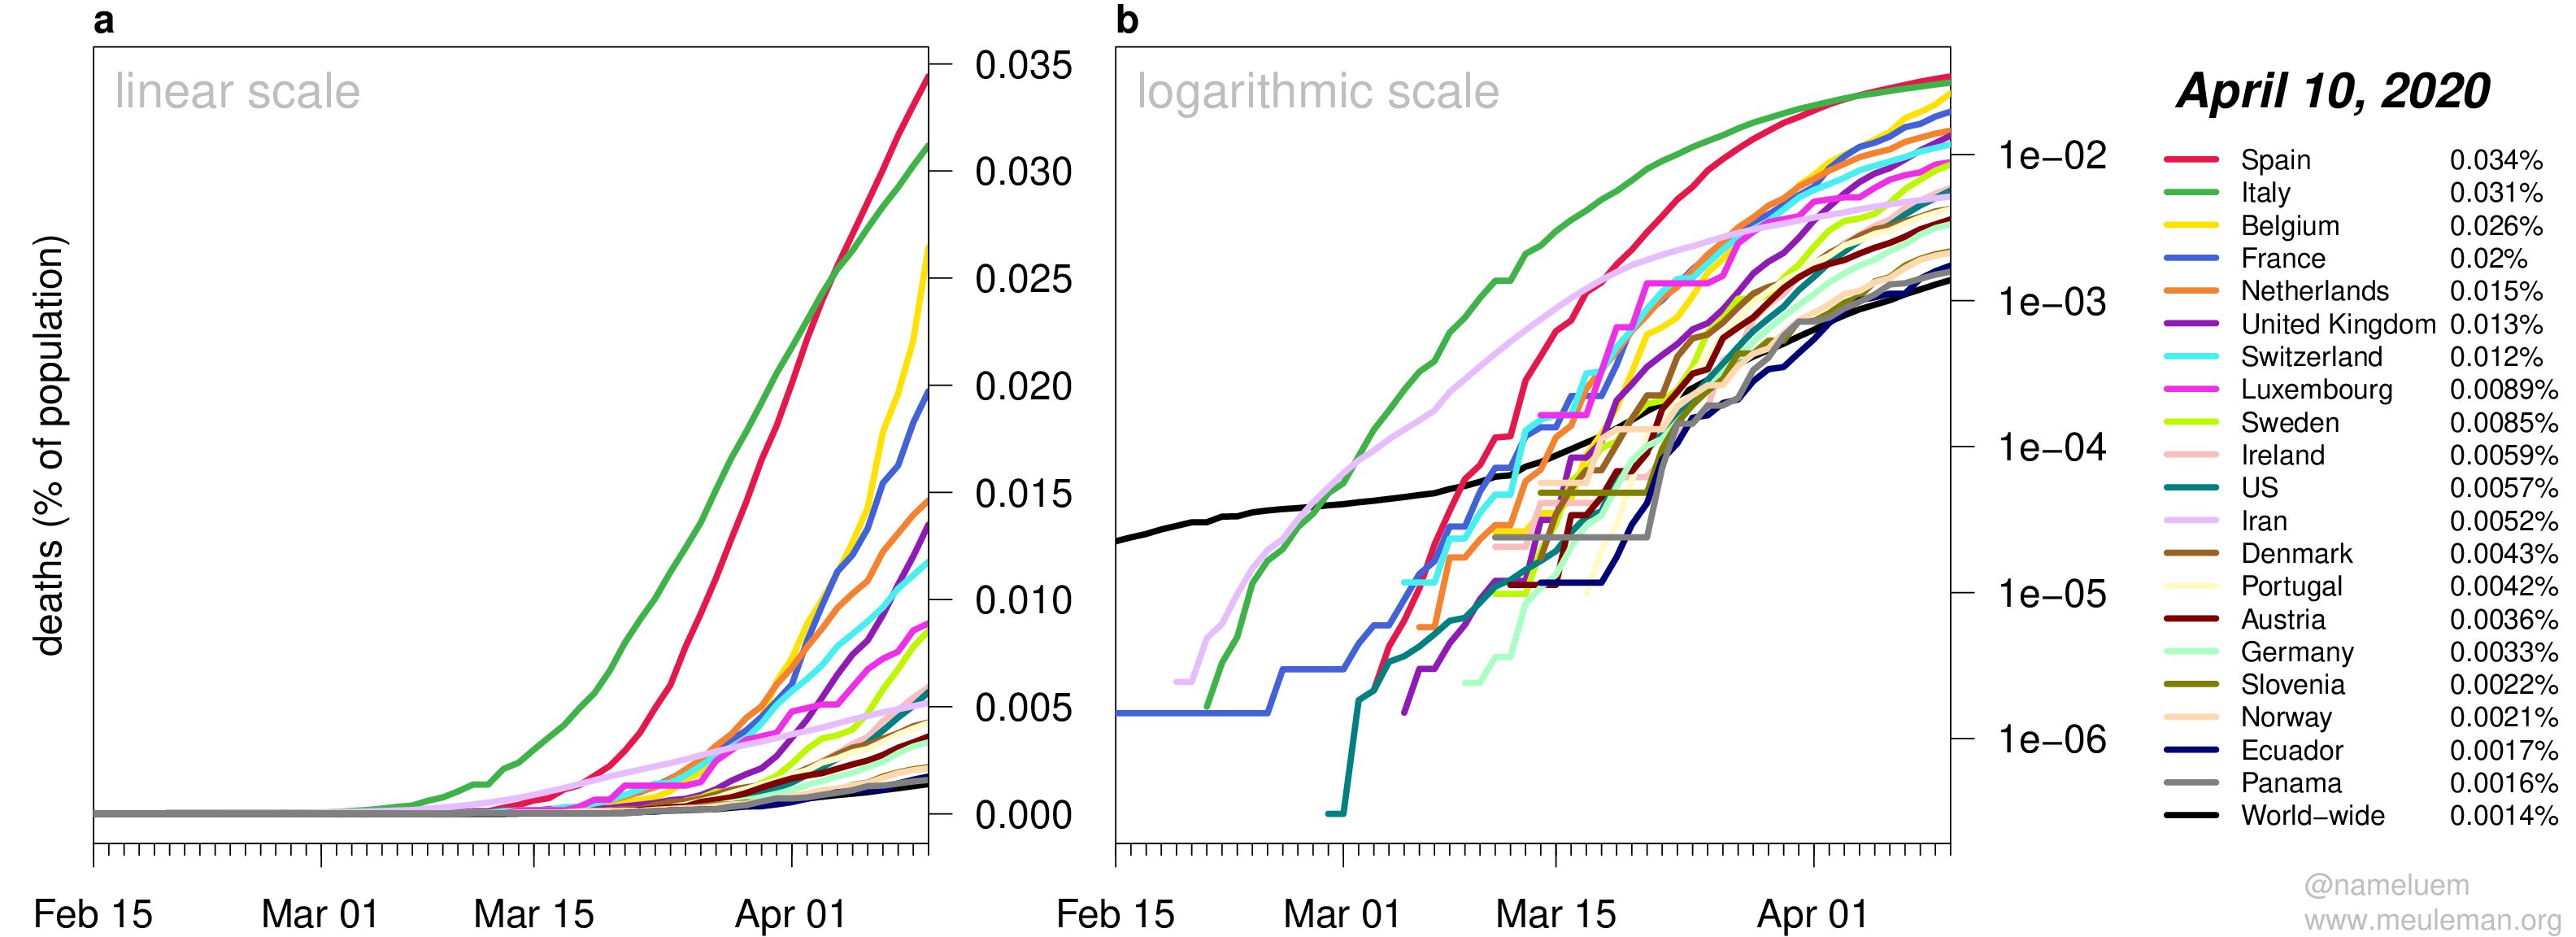 a
linear scale
deaths (% of population)
0.035
0.030
0.025
0.020
0.015
0.010
0.005
0.000
Feb 15 Mar 01 Mar 15 Apr 01
b
logarithmic scale
1e−02
1e−03
1e−04
1e−05
1e−06
Feb 15 Mar 01 Mar 15 Apr 01
April 10, 2020
Spain 0.034%
Italy 0.031%
Belgium 0.026%
France 0.02%
Netherlands 0.015%
United Kingdom 0.013%
Switzerland 0.012%
Luxembourg 0.0089%
Sweden 0.0085%
Ireland 0.0059%
US 0.0057%
Iran 0.0052%
Denmark 0.0043%
Portugal 0.0042%
Austria 0.0036%
Germany 0.0033%
Slovenia 0.0022%
Norway 0.0021%
Ecuador 0.0017%
Panama 0.0016%
World−wide 0.0014%
@nameluem
www.meuleman.org